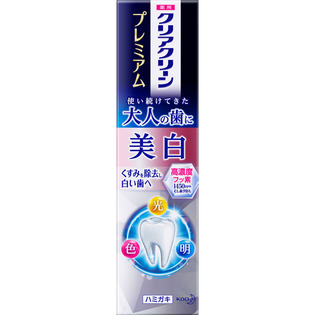 薬用
クリアクリーン
プレミアム
使い続けてきた
大人の歯に
美白
くすみも除去し
白い歯へ
高濃度
フッ素
1450ppm
光
色
明
ハミガキ
KAO